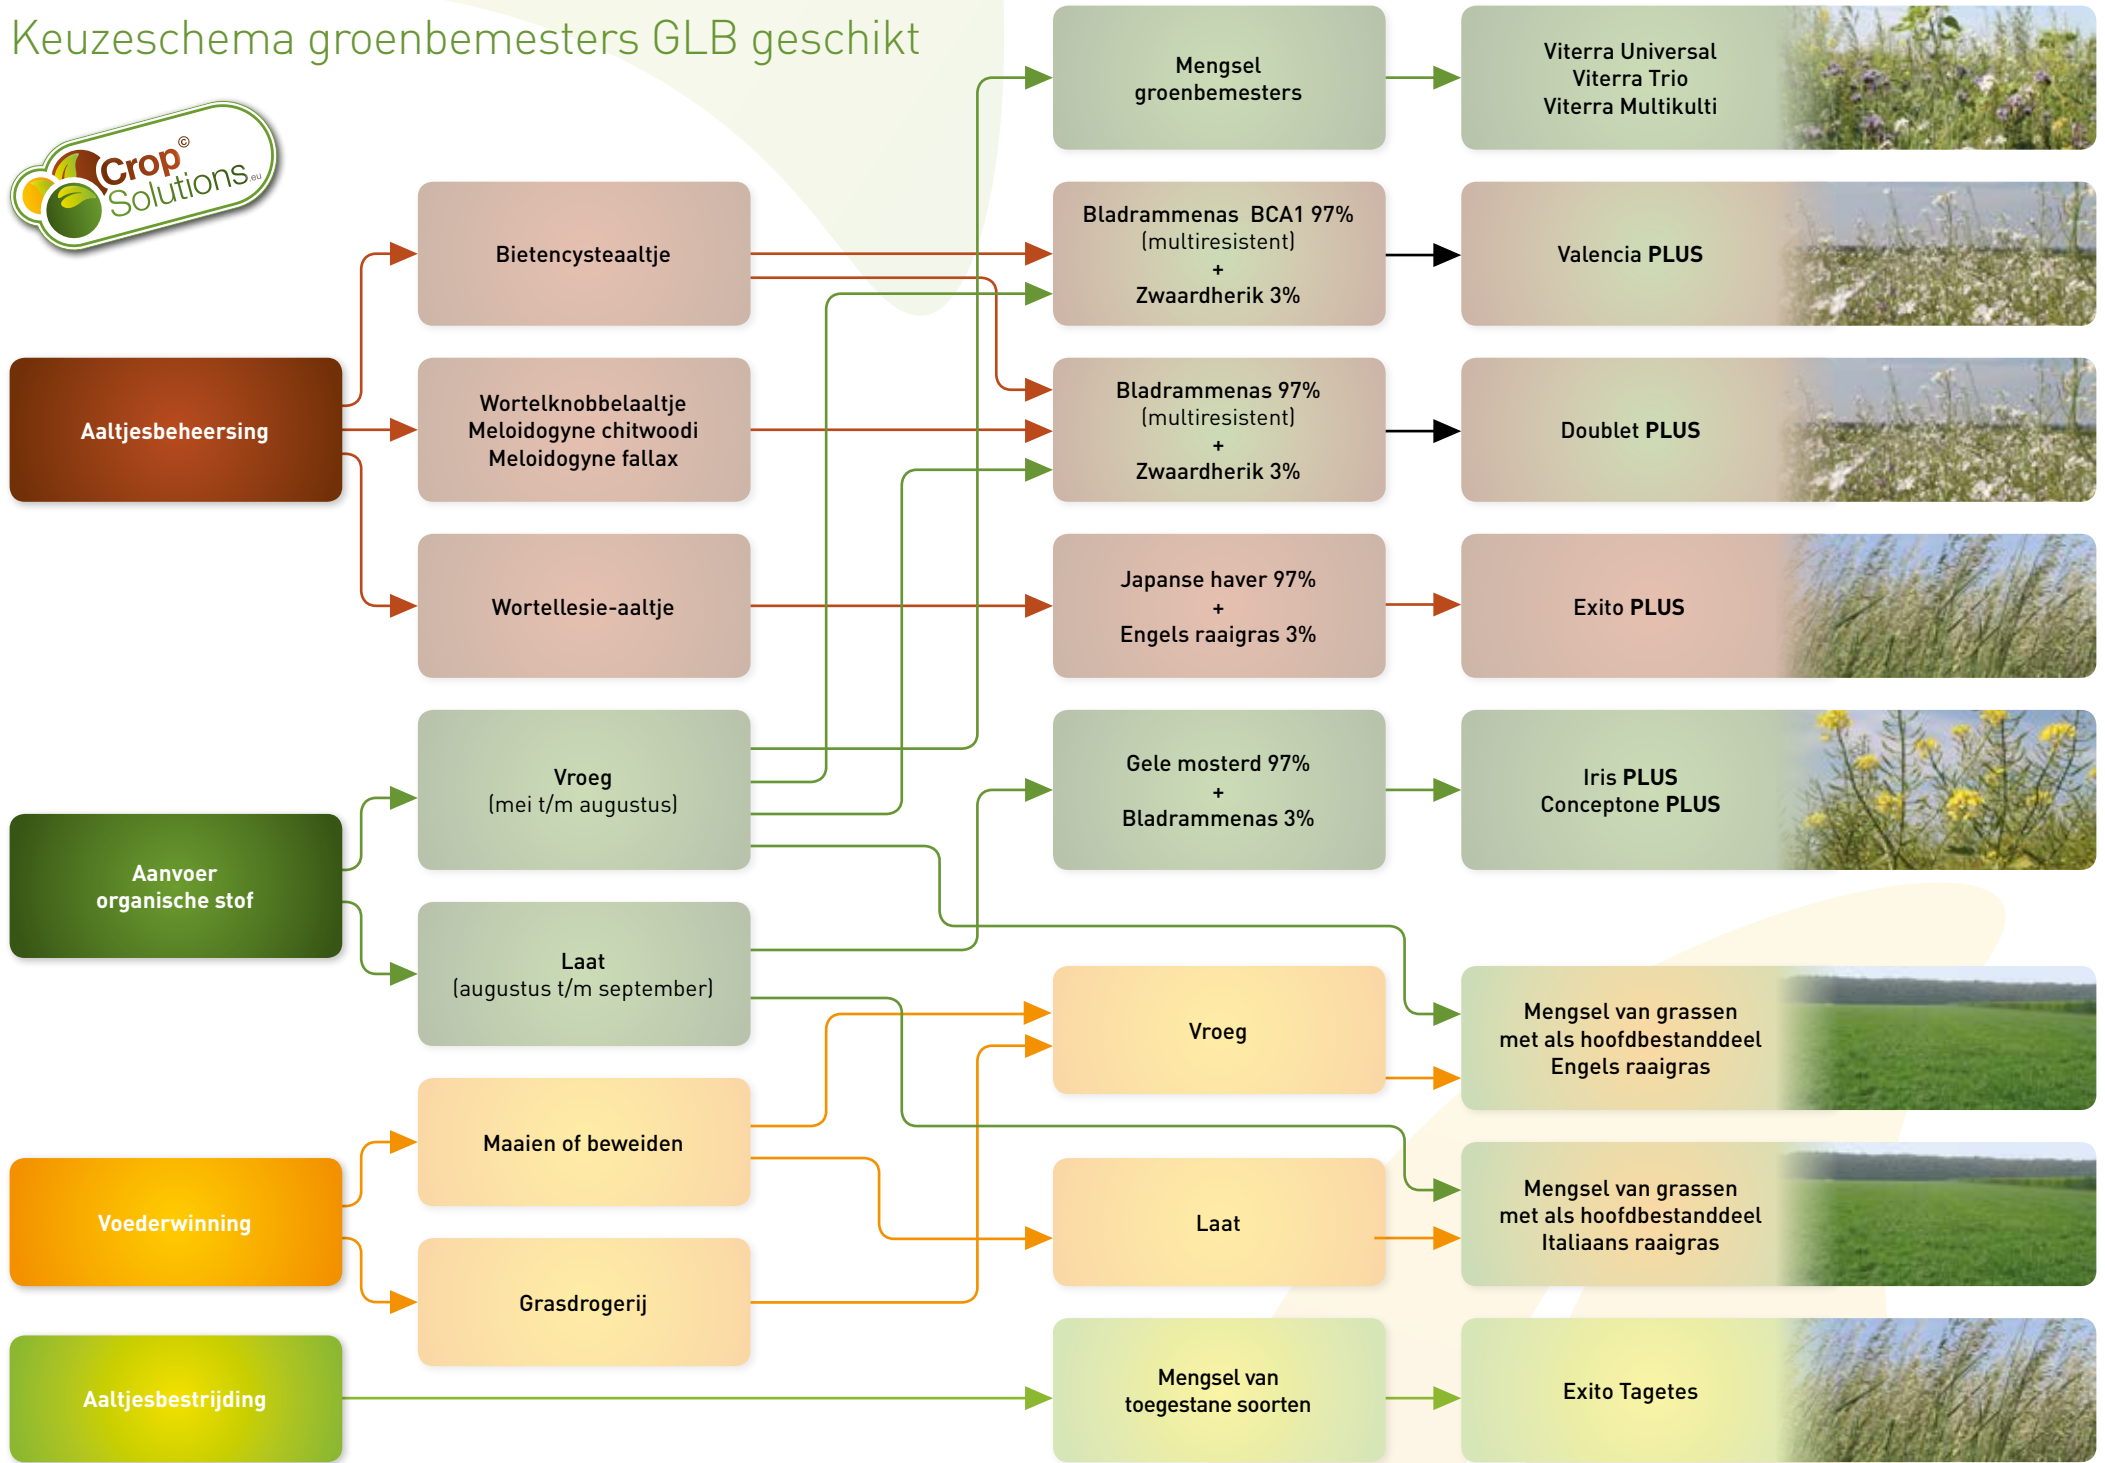 Keuzeschema groenbemesters GLB geschikt
Crop©
Solutions.eu
Mengsel
groenbemesters
Viterra Universal
Viterra Trio
Viterra Multikulti
Bietencysteaaltje
Bladrammenas BCA1 97%
(multiresistent)
+
Zwaardherik 3%
Valencia PLUS
Aaltjesbeheersing
Wortelknobbelaaltje
Meloidogyne chitwoodi
Meloidogyne fallax
Bladrammenas 97%
(multiresistent)
+
Zwaardherik 3%
Doublet PLUS
Wortellesie-aaltje
Japanse haver 97%
+
Engels raaigras 3%
Exito PLUS
Aanvoer
organische stof
Vroeg
(mei t/m augustus)
Gele mosterd 97%
+
Bladrammenas 3%
Iris PLUS
Conceptone PLUS
Laat
(augustus t/m september)
Vroeg
Mengsel van grassen
met als hoofdbestanddeel
Engels raaigras
Voederwinning
Maaien of beweiden
Laat
Mengsel van grassen
met als hoofdbestanddeel
Italiaans raaigras
Grasdrogerij
Aaltjesbestrijding
Mengsel van
toegestane soorten
Exito Tagetes